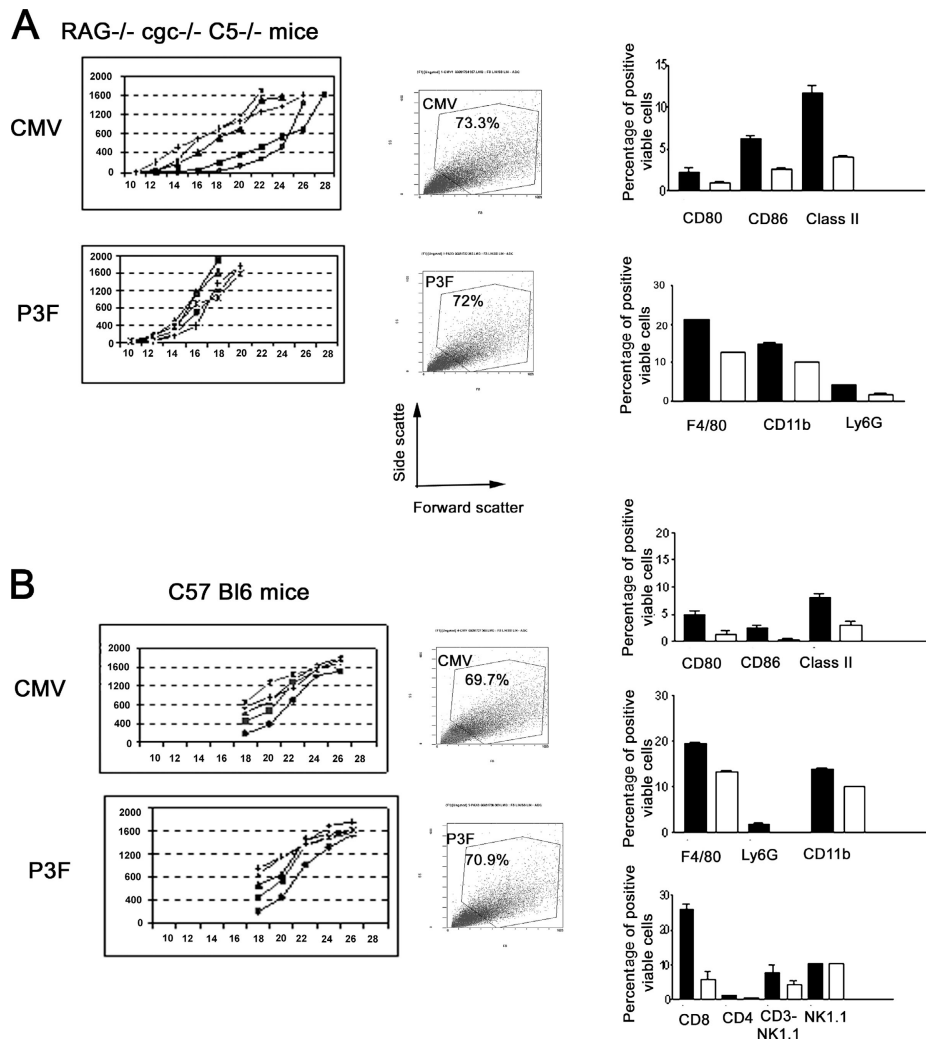 A RAG-/- cgc-/- C5-/- mice
CMV
2000
1600
1200
800
400
0
10 12 14 16 18 20 22 24 26 28
CMV
73.3%
Percentage of positive
viable cells
15
10
5
0
CD80 CD86 Class II
P3F
2000
1600
1200
800
400
0
10 12 14 16 18 20 22 24 26 28
P3F
72%
Percentage of positive
viable cells
30
20
10
0
F4/80 CD11b Ly6G
Side scatte
Forward scatter
B C57 Bl6 mice
CMV
2000
1600
1200
800
400
0
10 12 14 16 18 20 22 24 26 28
CMV
69.7%
Percentage of positive
viable cells
20
15
10
5
0
CD80 CD86 Class II
Percentage of positive
viable cells
30
20
10
0
F4/80 Ly6G CD11b
P3F
2000
1600
1200
800
400
0
10 12 14 16 18 20 22 24 26 28
P3F
70.9%
Percentage of positive
viable cells
30
20
10
0
CD8 CD4 CD3- NK1.1
NK1.1